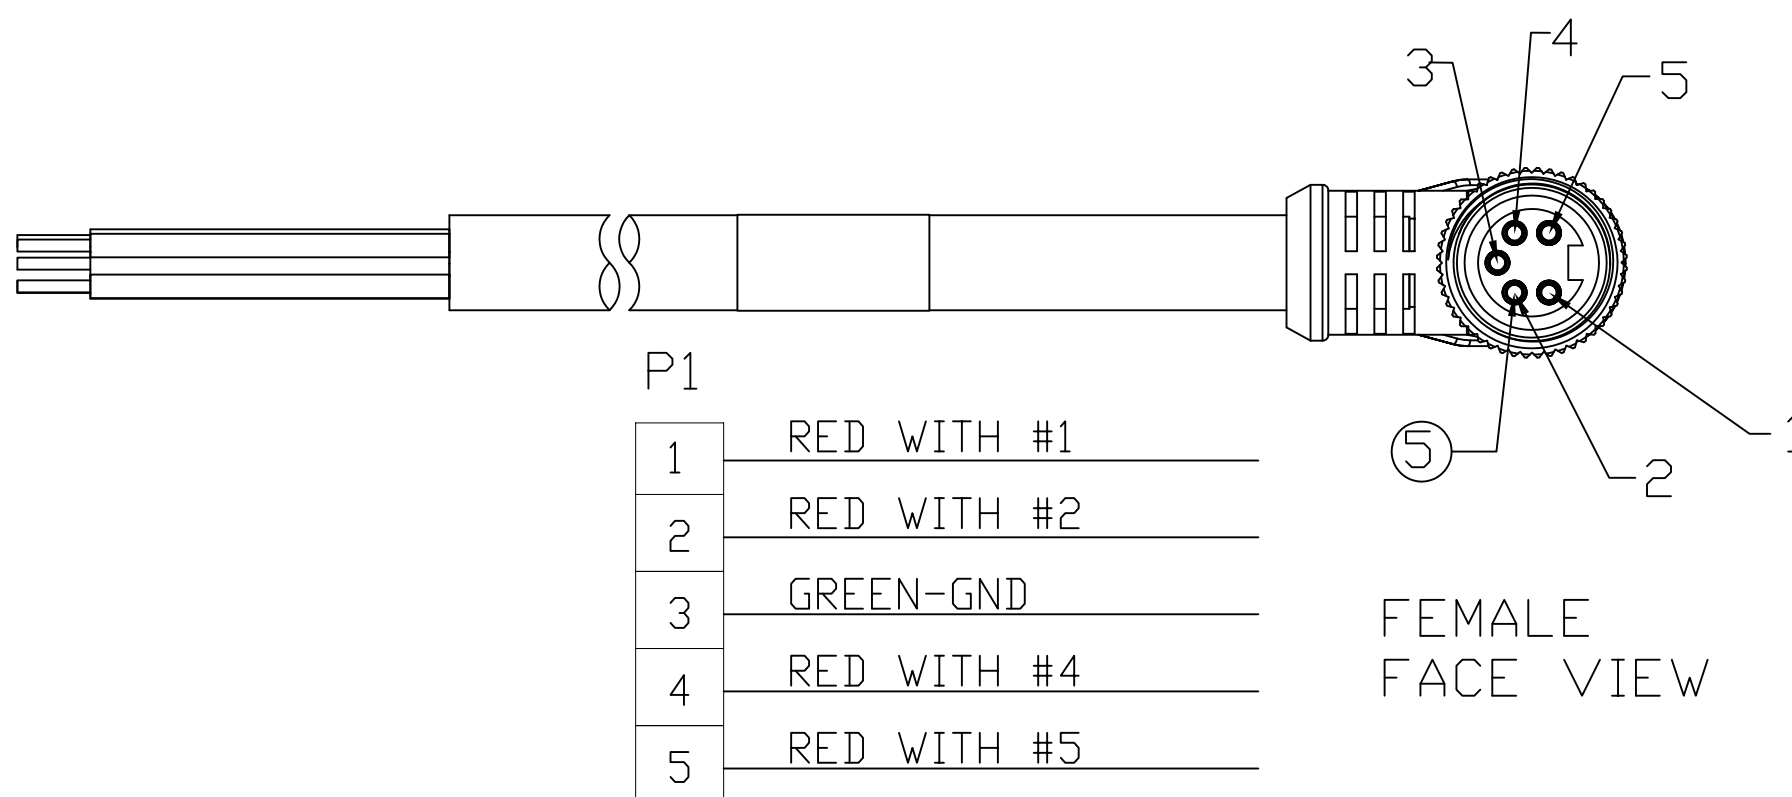 4
3
5
P1
1 RED WITH #1
5
1
2
2 RED WITH #2
3 GREEN-GND
FEMALE
FACE VIEW
4 RED WITH #4
5 RED WITH #5